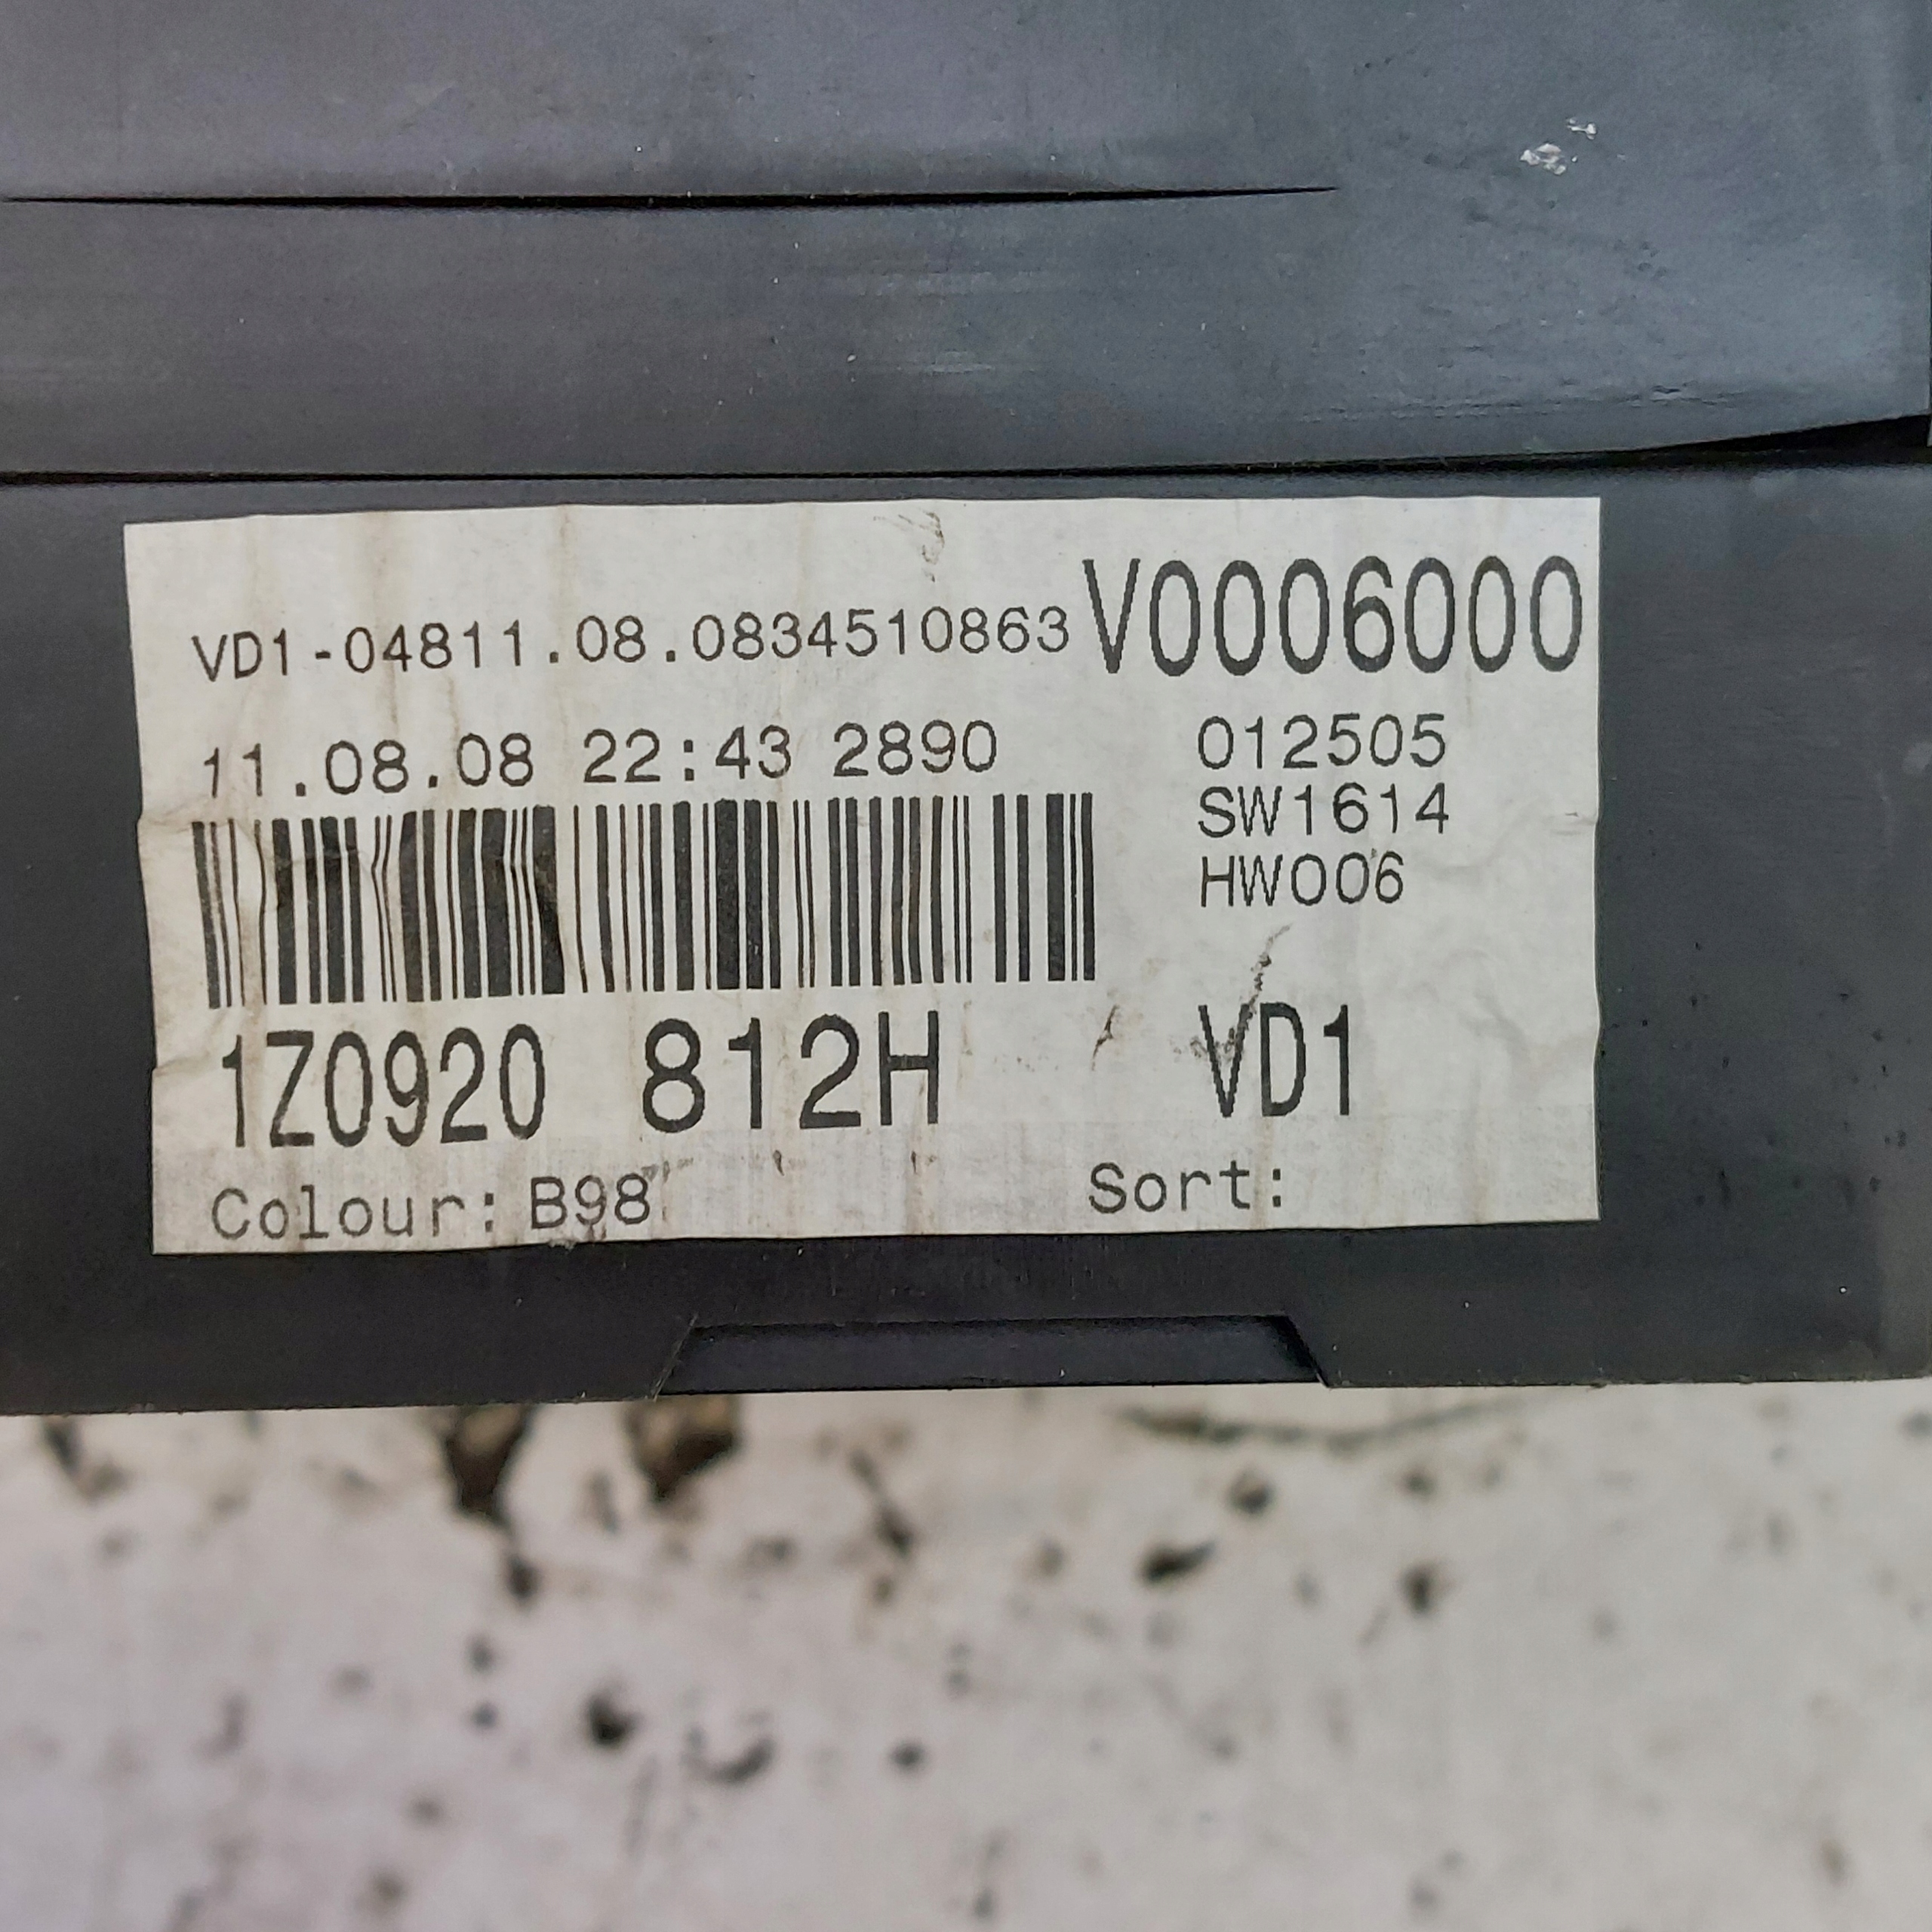 VD1-04811.08.0834510863 V0006000
11.08.08 22:43 2890 012505
SW1614
HW006
1Z0920 812H VD1
Colour: B98 Sort: